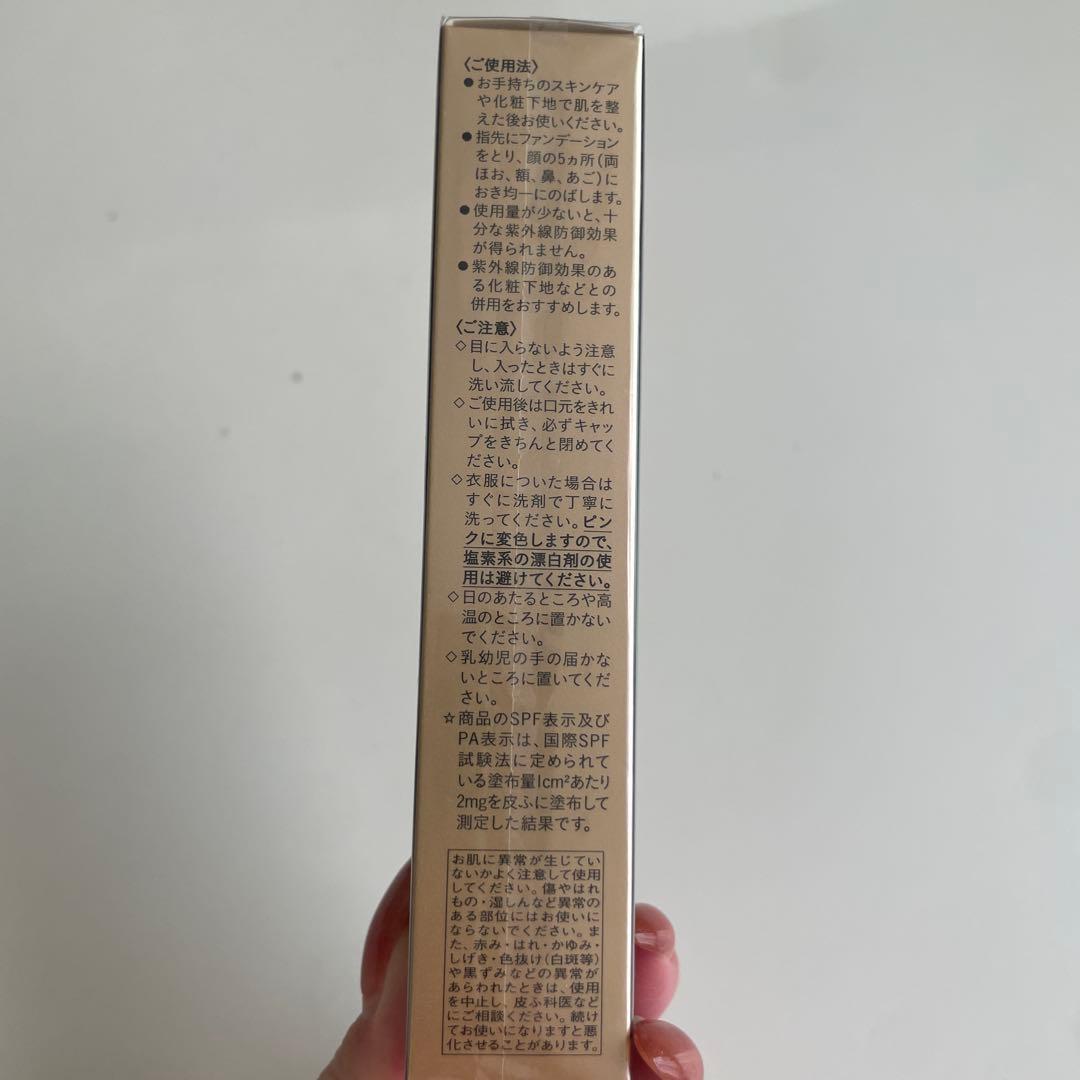 〈ご使用法〉
●お手持ちのスキンケア
や化粧下地で肌を整
えた後お使いください。
●指先にファンデーション
をとり、顔の5ヵ所(両
ほお、額、鼻、あご)に
おき均一にのばします。
●使用量が少ないと、十
分な紫外線防御効果
が得られません。
●紫外線防御効果のあ
る化粧下地などとの
併用をおすすめします。
〈ご注意〉
◇目に入らないよう注意
し、入ったときはすぐに
洗い流してください。
◇ご使用後は口元をきれ
いに拭き、必ずキャッ
プをきちんと閉めてく
ださい。
◇衣服についた場合は
すぐに洗剤で丁寧に
洗ってください。ピン
クに変色しますので、
塩素系の漂白剤の使
用は避けてください。
◇日のあたるところや高
温のところに置かない
でください。
◇乳幼児の手の届かな
いところに置いてくだ
さい。
☆商品のSPF表示及び
PA表示は、国際SPF
試験法に定められて
いる塗布量1cm²あたり
2mgを皮ふに塗布して
測定した結果です。
お肌に異常が生じてい
ないかよく注意して使用
してください。傷やはれ
もの・湿しんなど異常の
ある部位にはお使いに
ならないでください。ま
た、赤み・はれ・かゆみ・
しげき・色抜け(白斑等)
や黒ずみなどの異常が
あらわれたときは、使用
を中止し、皮ふ科医など
にご相談ください。続け
てお使いになりますと悪
化させることがあります。